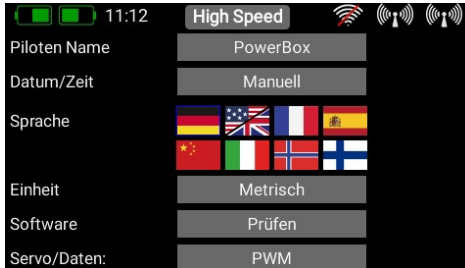 11:12 High Speed
Piloten Name PowerBox
Datum/Zeit Manuell
Sprache
Einheit Metrisch
Software Prüfen
Servo/Daten: PWM